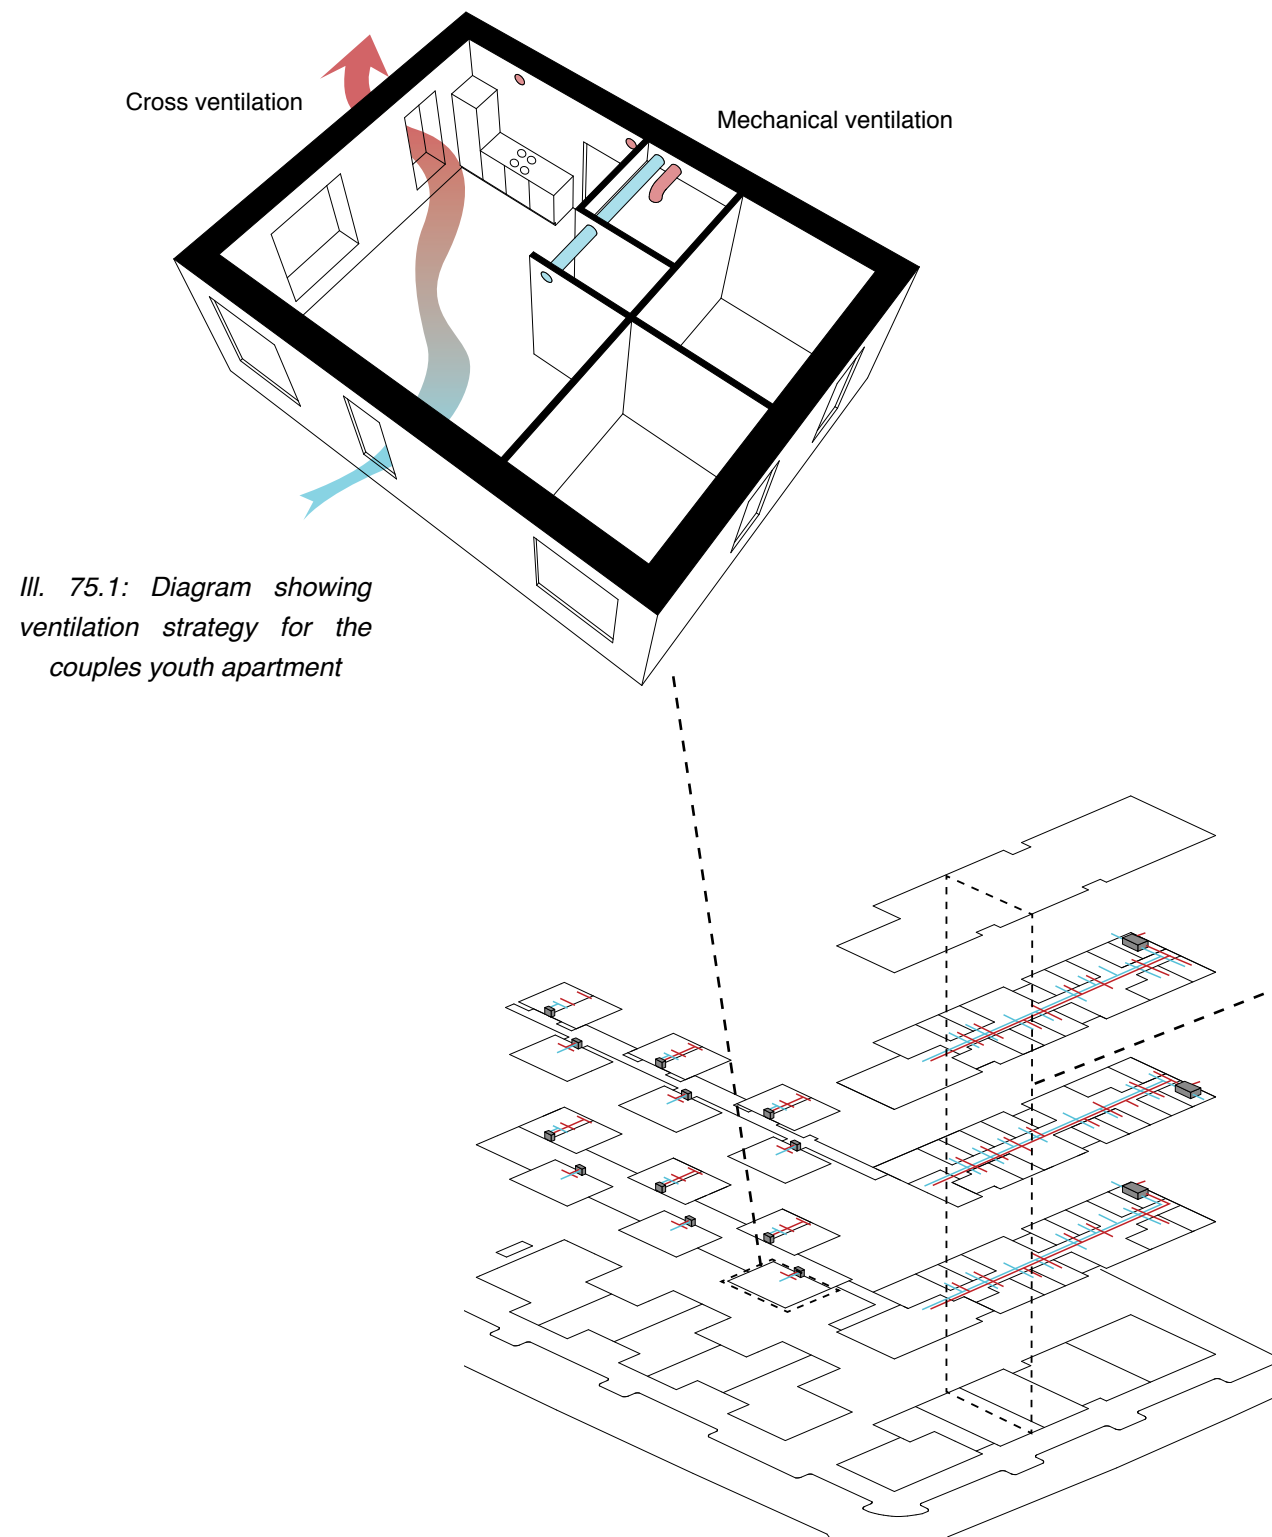 Cross ventilation
Mechanical ventilation
Ill. 75.1: Diagram showing
ventilation strategy for the
couples youth apartment